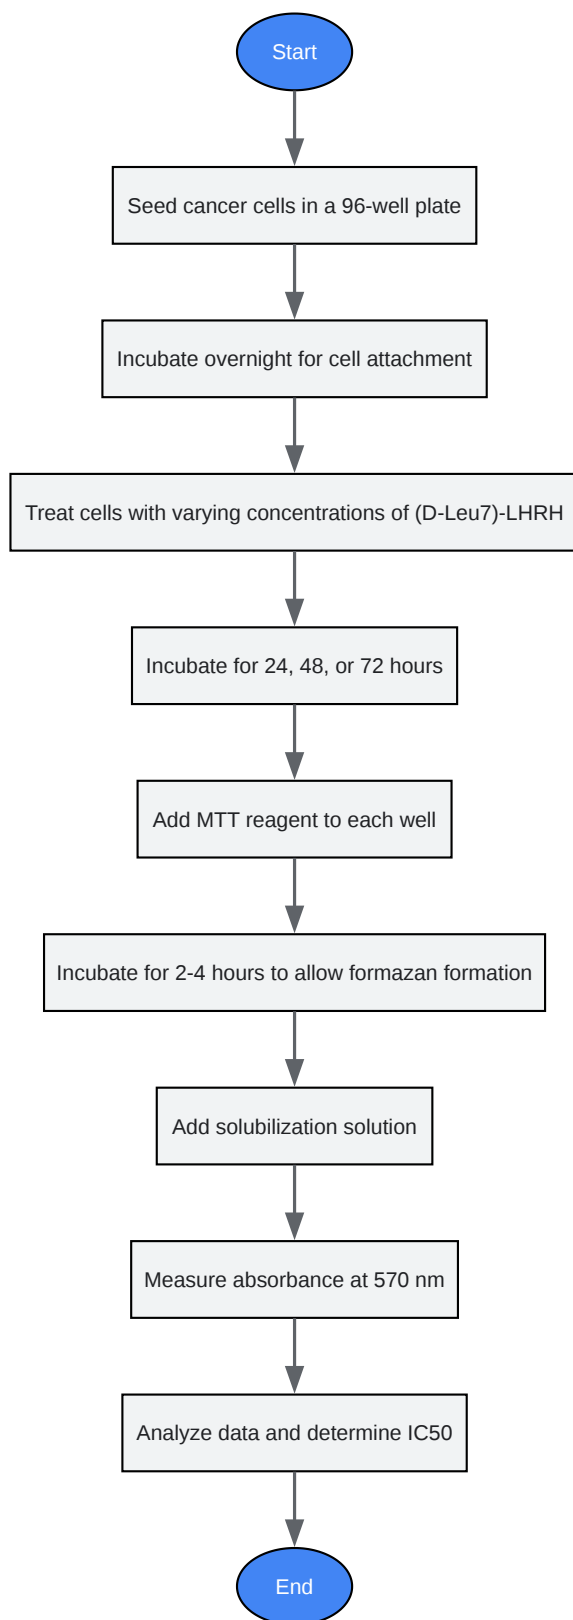 Start
Seed cancer cells in a 96-well plate
Incubate overnight for cell attachment
Treat cells with varying concentrations of (D-Leu7)-LHRH
Incubate for 24, 48, or 72 hours
Add MTT reagent to each well
Incubate for 2-4 hours to allow formazan formation
Add solubilization solution
Measure absorbance at 570 nm
Analyze data and determine IC50
End